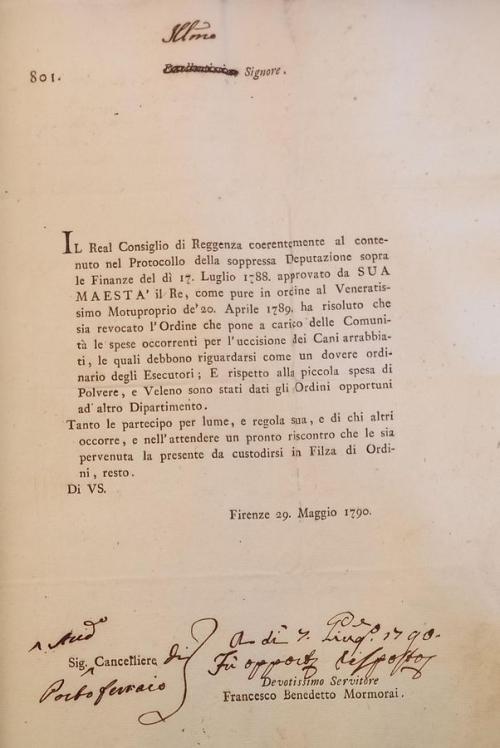 Illmo
801.
Signore.
IL Real Consiglio di Reggenza coerentemente al conte-
nuto nel Protocollo della soppressa Deputazione sopra
le Finanze del dì 17. Luglio 1788. approvato da SUA
MAESTA' il Re, come pure in ordine al Veneratis-
simo Motuproprio de' 20. Aprile 1789. ha risoluto che
sia revocato l'Ordine che pone a carico delle Comuni-
tà le spese occorrenti per l'uccisione dei Cani arrabbia-
ti, le quali debbono riguardarsi come un dovere ordi-
nario degli Esecutori; E rispetto alla piccola spesa di
Polvere, e Veleno sono stati dati gli Ordini opportuni
ad altro Dipartimento.
Tanto le partecipo per lume, e regola sua, e di chi altri
occorre, e nell'attendere un pronto riscontro che le sia
pervenuta la presente da custodirsi in Filza di Ordi-
ni, resto.
Di VS.
Firenze 29. Maggio 1790.
A dì 7. Giug.o 1790.
Sig. Cancelliere di
Fù opport.e risposto
Portoferraio
Devotissimo Servitore
Francesco Benedetto Mormorai.